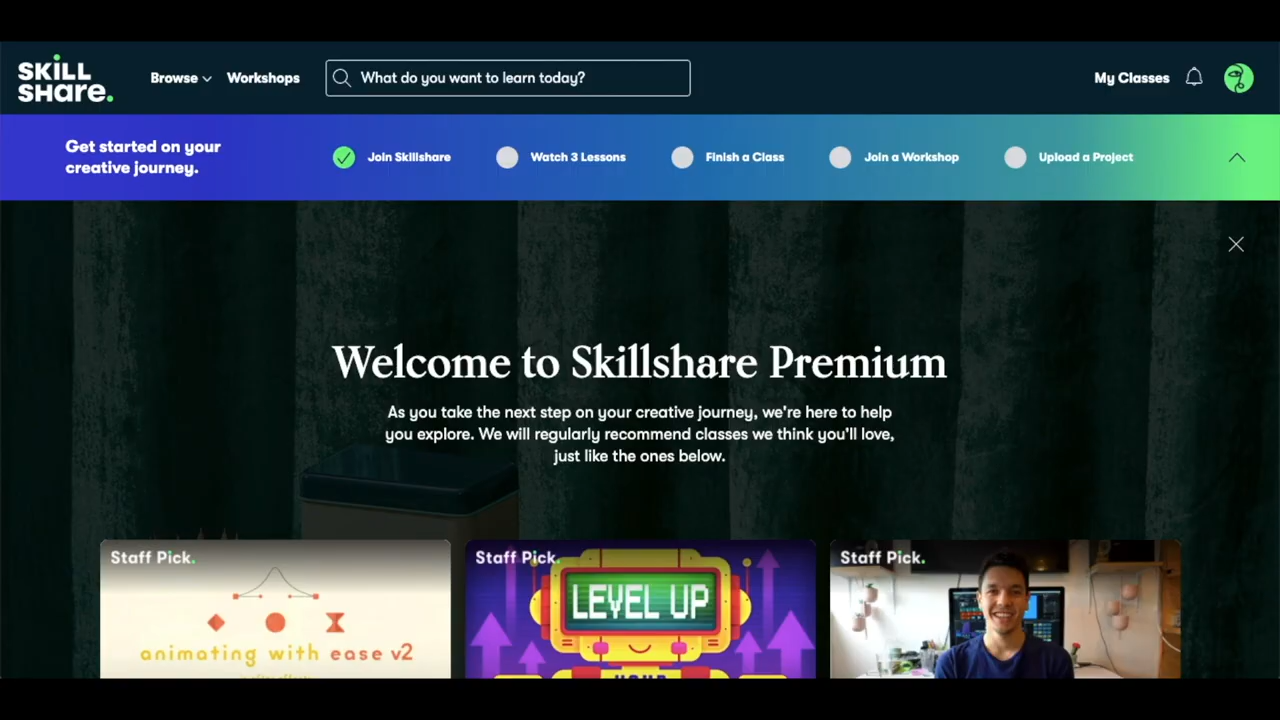 SKILL
SHare.
Browse
Workshops
What do you want to learn today?
My Classes
Get started on your
creative journey.
Join Skillshare
Watch 3 Lessons
Finish a Class
Join a Workshop
Upload a Project
Welcome to Skillshare Premium
As you take the next step on your creative journey, we're here to help
you explore. We will regularly recommend classes we think you'll love,
just like the ones below.
Staff Pick.
animating with ease v2
Staff Pick.
LEVEL UP
YOUR
Staff Pick.